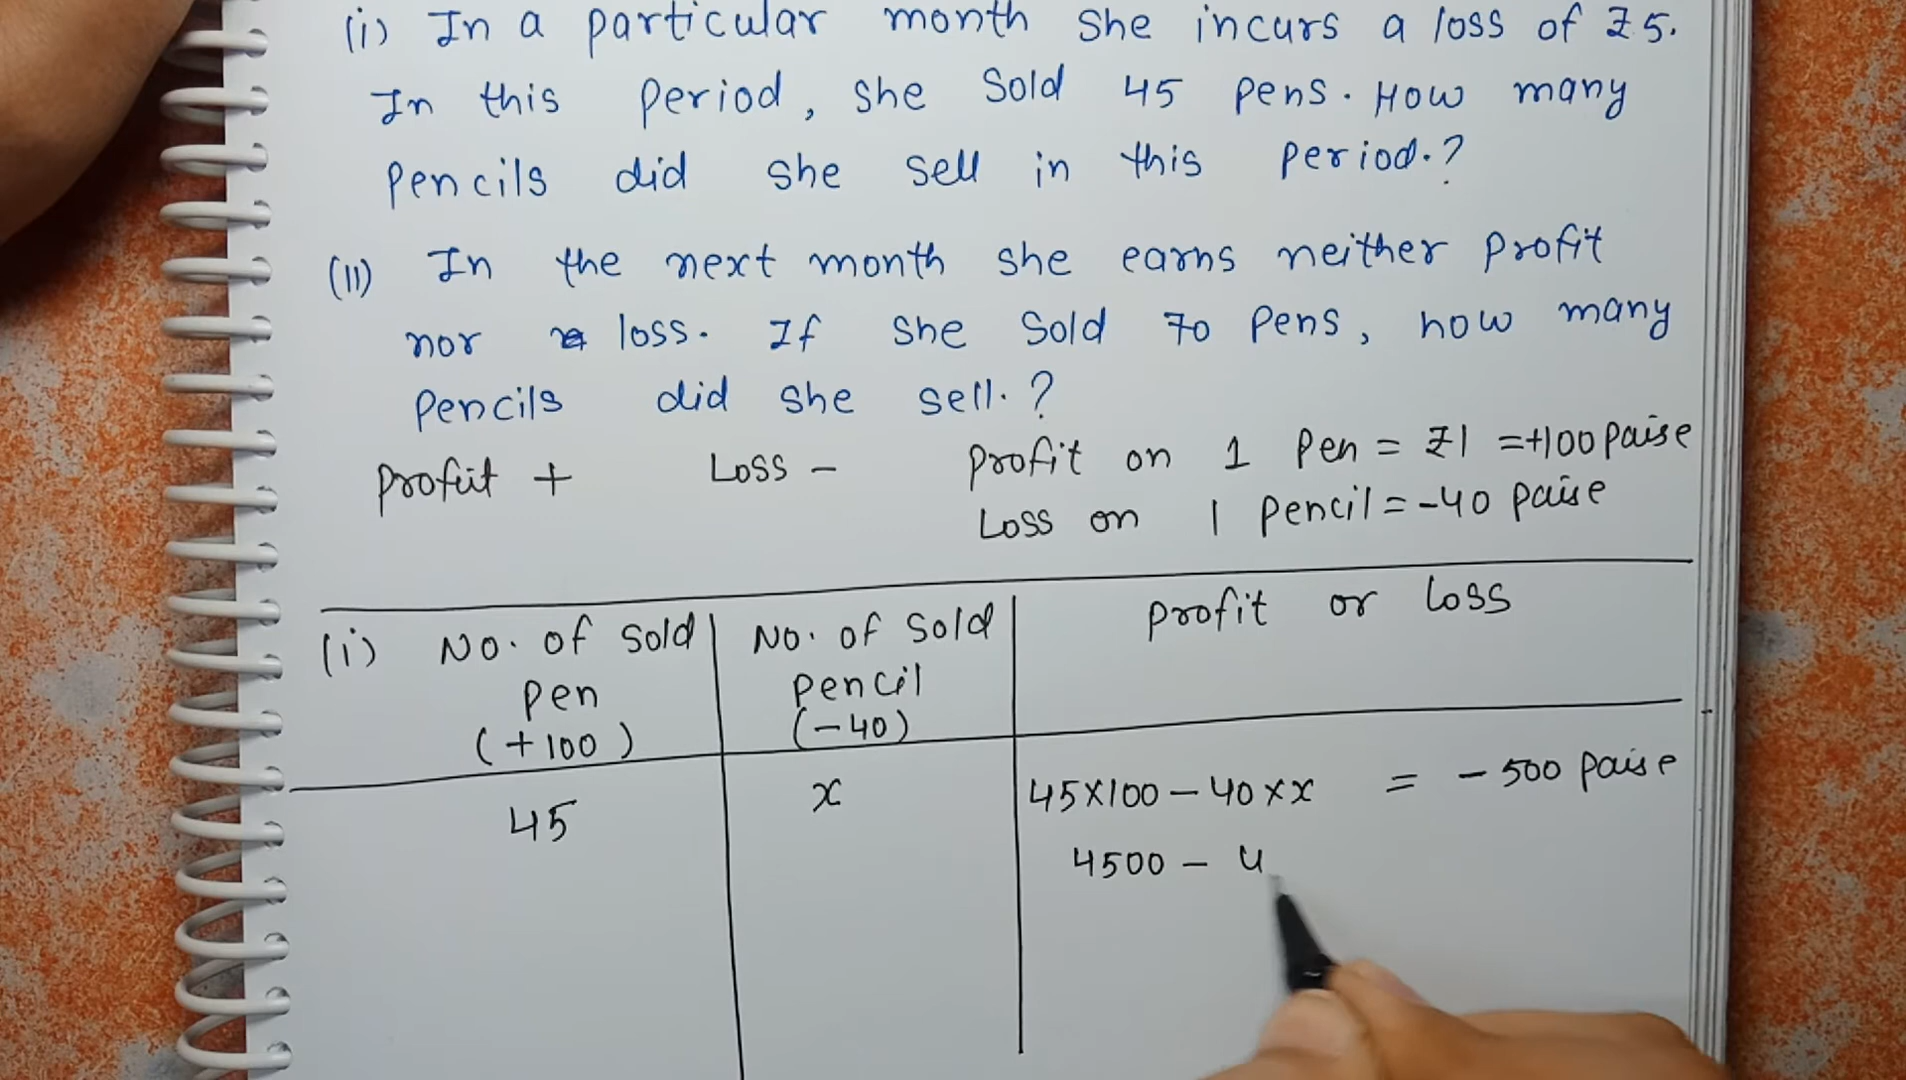 (i) In a particular month she incurs a loss of ₹5.
In this period, she sold 45 pens. How many
pencils did she sell in this period.?
(II) In the next month she earns neither profit
nor loss. If she sold 70 pens, how many
pencils did she sell.?
Profit + Loss - Profit on 1 Pen = ₹1 = +100 paise
Loss on 1 pencil = -40 paise
(i) No. of sold pen (+100)
No. of sold pencil (-40)
profit or loss
45
x
45×100 - 40×x = - 500 paise
4500 - 4